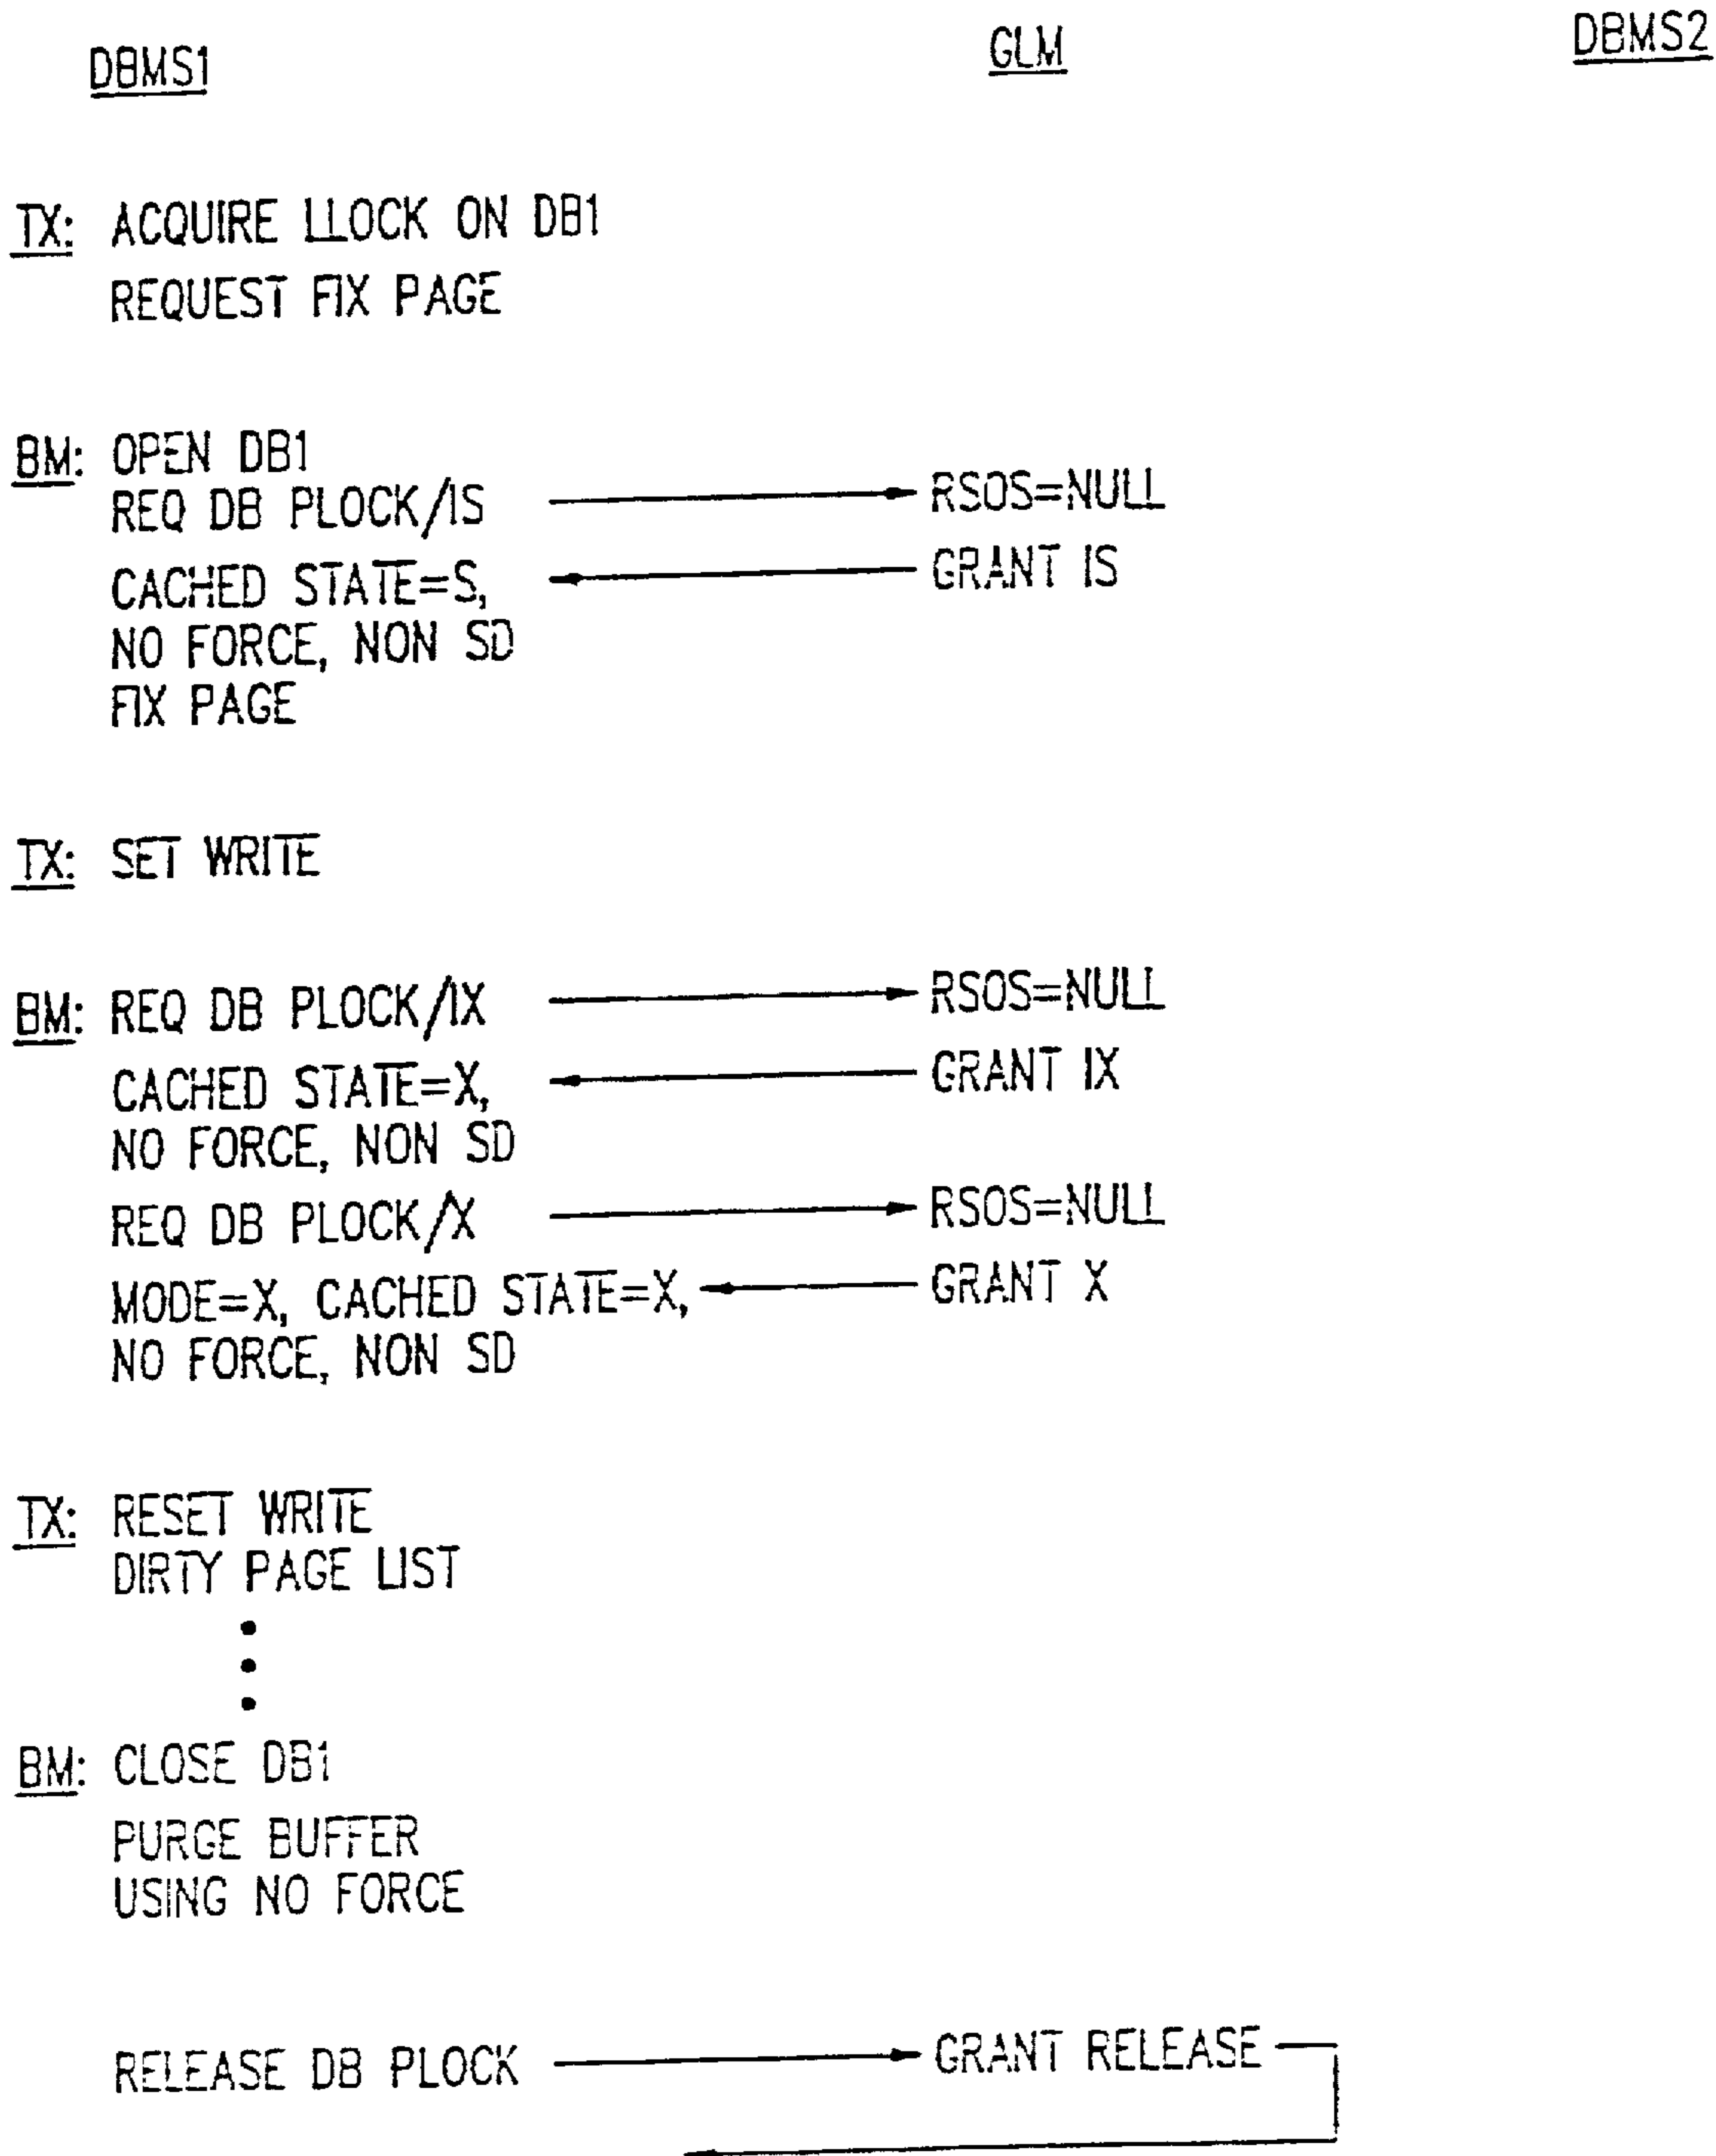 DBMS1 GLM DBMS2
TX: ACQUIRE LLOCK ON DB1
REQUEST FIX PAGE
BM: OPEN DB1
REQ DB PLOCK/IS RSOS=NULL
CACHED STATE=S, GRANT IS
NO FORCE, NON SD
FIX PAGE
TX: SET WRITE
BM: REQ DB PLOCK/IX RSOS=NULL
CACHED STATE=X, GRANT IX
NO FORCE, NON SD
REQ DB PLOCK/X RSOS=NULL
MODE=X, CACHED STATE=X, GRANT X
NO FORCE, NON SD
TX: RESET WRITE
DIRTY PAGE LIST
BM: CLOSE DB1
PURGE BUFFER
USING NO FORCE
RELEASE DB PLOCK GRANT RELEASE